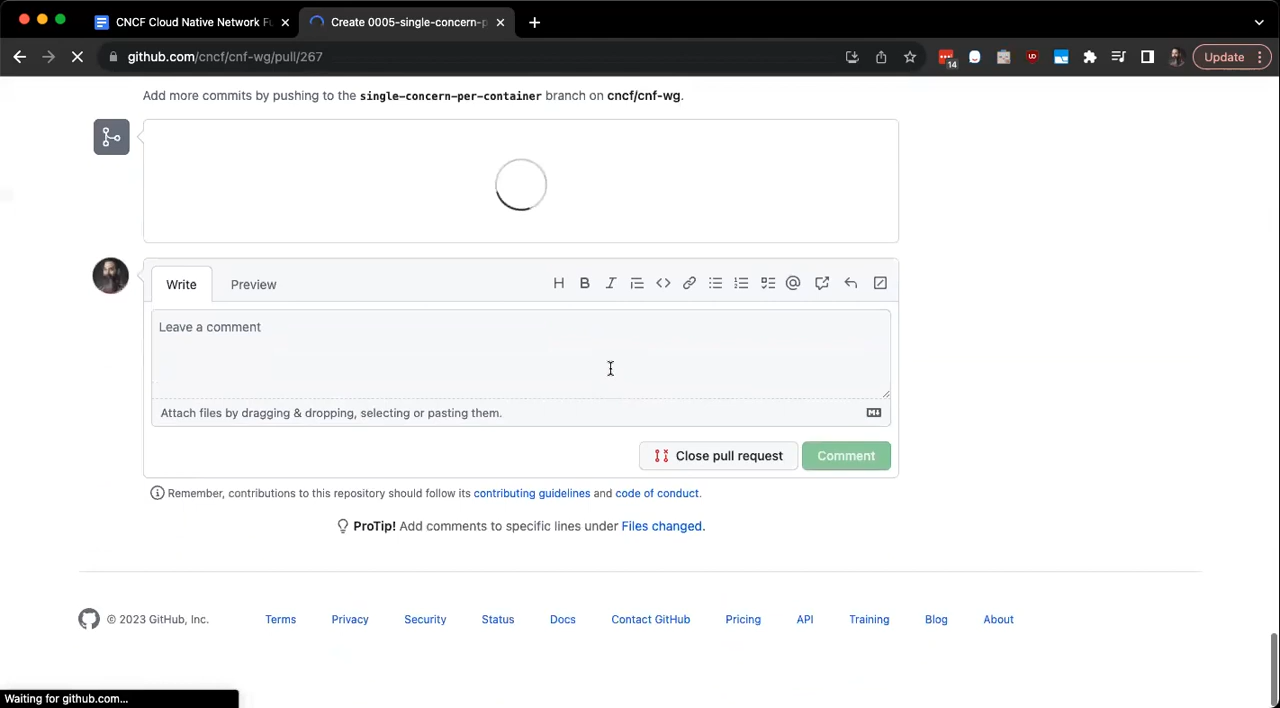 CNCF Cloud Native Network Fu
Create 0005-single-concern-p
github.com/cncf/cnf-wg/pull/267
14
Update
Add more commits by pushing to the single-concern-per-container branch on cncf/cnf-wg.
Write
Preview
Leave a comment
Attach files by dragging & dropping, selecting or pasting them.
Close pull request
Comment
Remember, contributions to this repository should follow its contributing guidelines and code of conduct.
ProTip! Add comments to specific lines under Files changed.
© 2023 GitHub, Inc.
Terms
Privacy
Security
Status
Docs
Contact GitHub
Pricing
API
Training
Blog
About
Waiting for github.com...